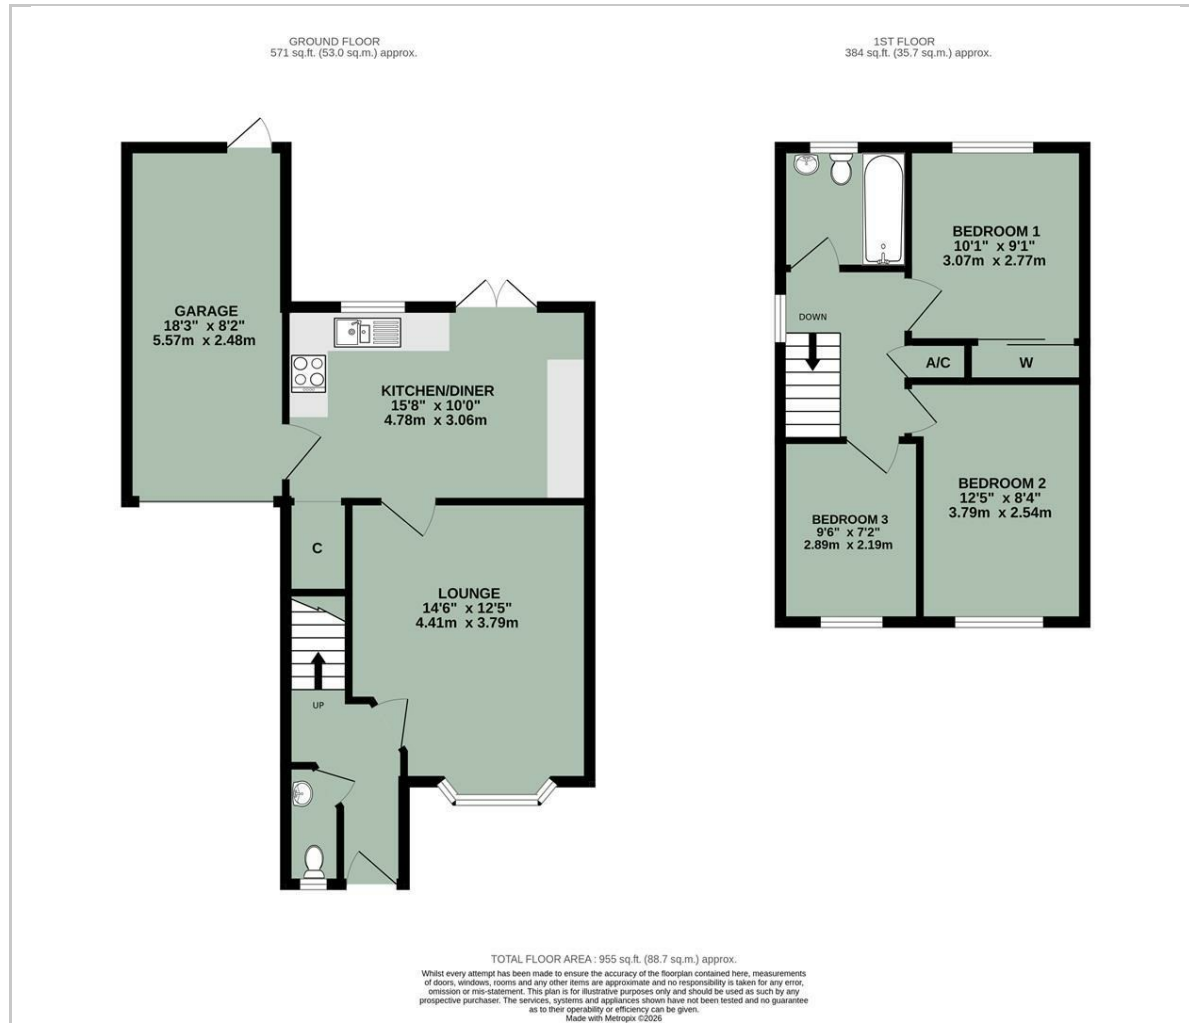 GROUND FLOOR
571 sq.ft. (53.0 sq.m.) approx.
1ST FLOOR
384 sq.ft. (35.7 sq.m.) approx.
GARAGE
18'3" x 8'2"
5.57m x 2.48m
KITCHEN/DINER
15'8" x 10'0"
4.78m x 3.06m
C
LOUNGE
14'6" x 12'5"
4.41m x 3.79m
UP
BEDROOM 1
10'1" x 9'1"
3.07m x 2.77m
DOWN
A/C
W
BEDROOM 2
12'5" x 8'4"
3.79m x 2.54m
BEDROOM 3
9'6" x 7'2"
2.89m x 2.19m
TOTAL FLOOR AREA : 955 sq.ft. (88.7 sq.m.) approx.
Whilst every attempt has been made to ensure the accuracy of the floorplan contained here, measurements
of doors, windows, rooms and any other items are approximate and no responsibility is taken for any error,
omission or mis-statement. This plan is for illustrative purposes only and should be used as such by any
prospective purchaser. The services, systems and appliances shown have not been tested and no guarantee
as to their operability or efficiency can be given.
Made with Metropix ©2026